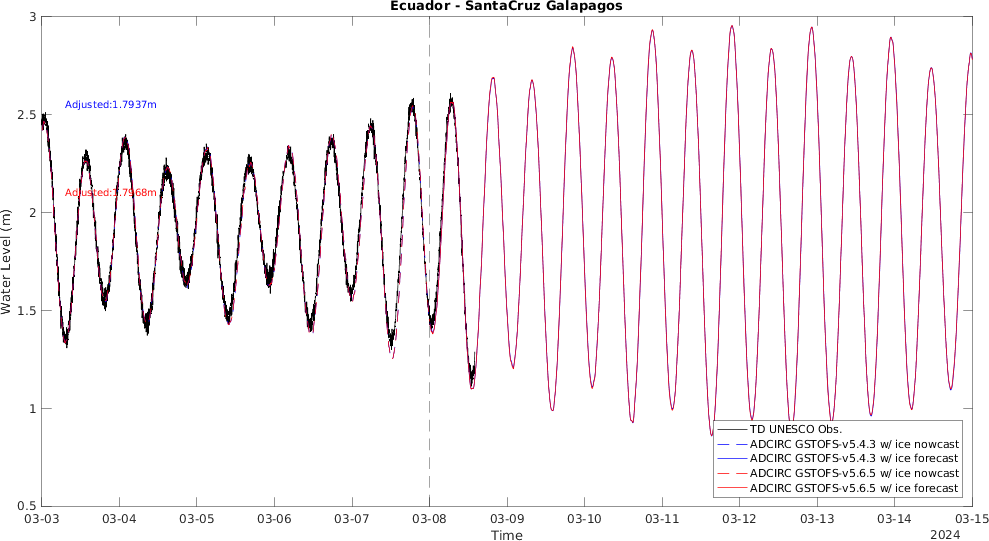 Ecuador - SantaCruz Galapagos
Water Level (m)
3
2.5
2
1.5
1
0.5
Adjusted:1.7937m
Adjusted:1.7968m
TD UNESCO Obs.
ADCIRC GSTOFS-v5.4.3 w/ ice nowcast
ADCIRC GSTOFS-v5.4.3 w/ ice forecast
ADCIRC GSTOFS-v5.6.5 w/ ice nowcast
ADCIRC GSTOFS-v5.6.5 w/ ice forecast
03-03 03-04 03-05 03-06 03-07 03-08 03-09 03-10 03-11 03-12 03-13 03-14 03-15
Time
2024